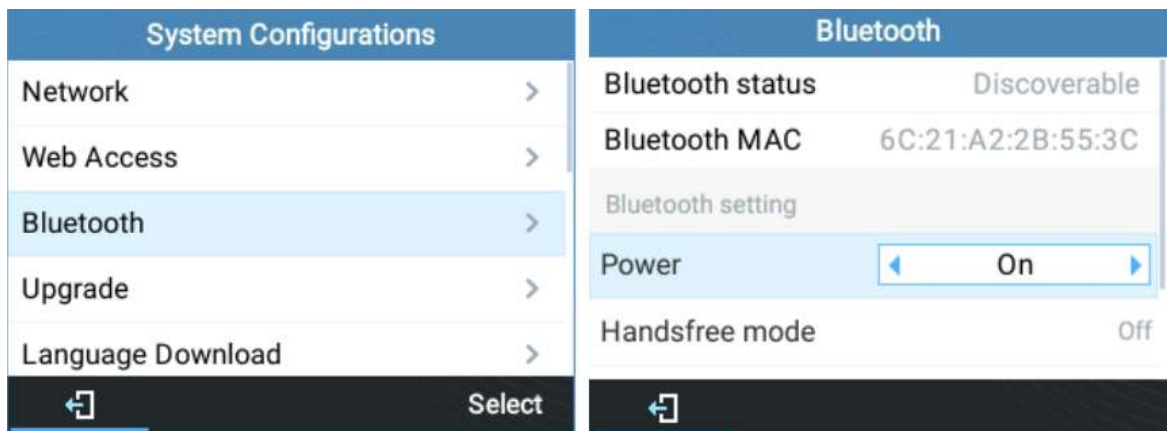 System Configurations
Network
Web Access
Bluetooth
Upgrade
Language Download
Select
Bluetooth
Bluetooth status Discoverable
Bluetooth MAC 6C:21:A2:2B:55:3C
Bluetooth setting
Power On
Handsfree mode Off